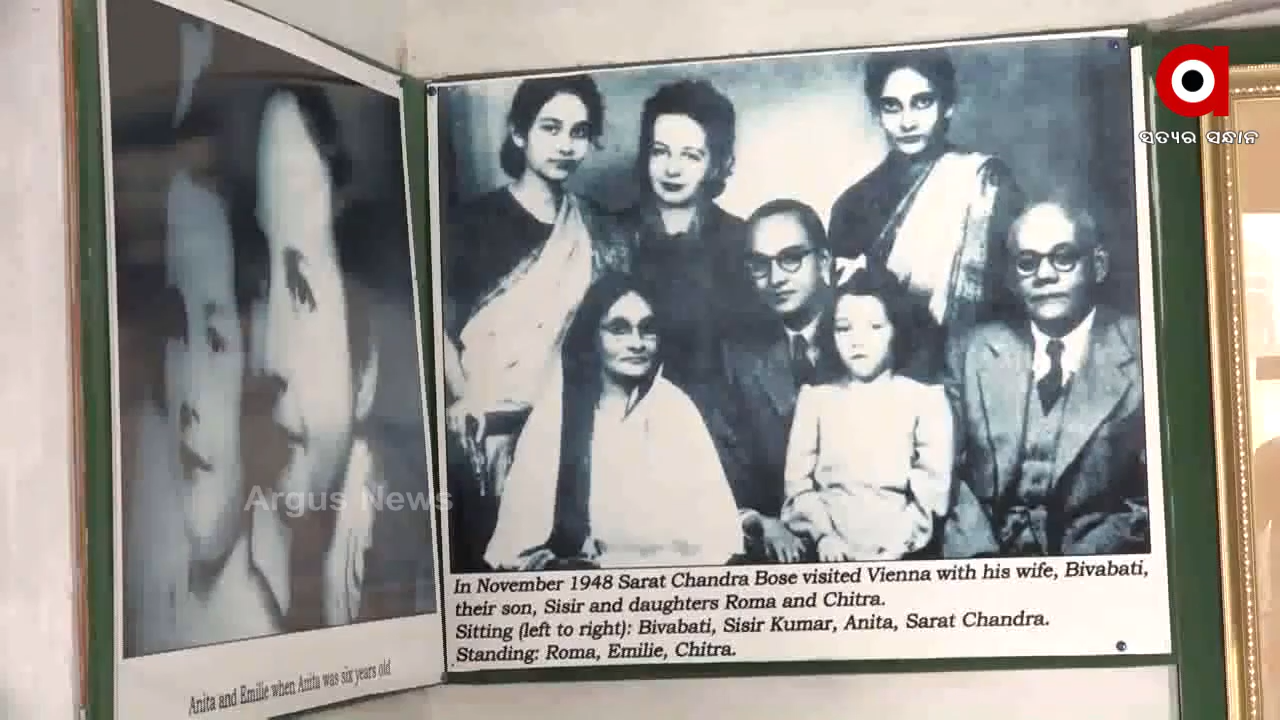 ସତ୍ୟର ସନ୍ଧାନ
Argus News
In November 1948 Sarat Chandra Bose visited Vienna with his wife, Bivabati,
their son, Sisir and daughters Roma and Chitra.
Sitting (left to right): Bivabati, Sisir Kumar, Anita, Sarat Chandra.
Standing: Roma, Emilie, Chitra.
Anita and Emilie when Anita was six years old